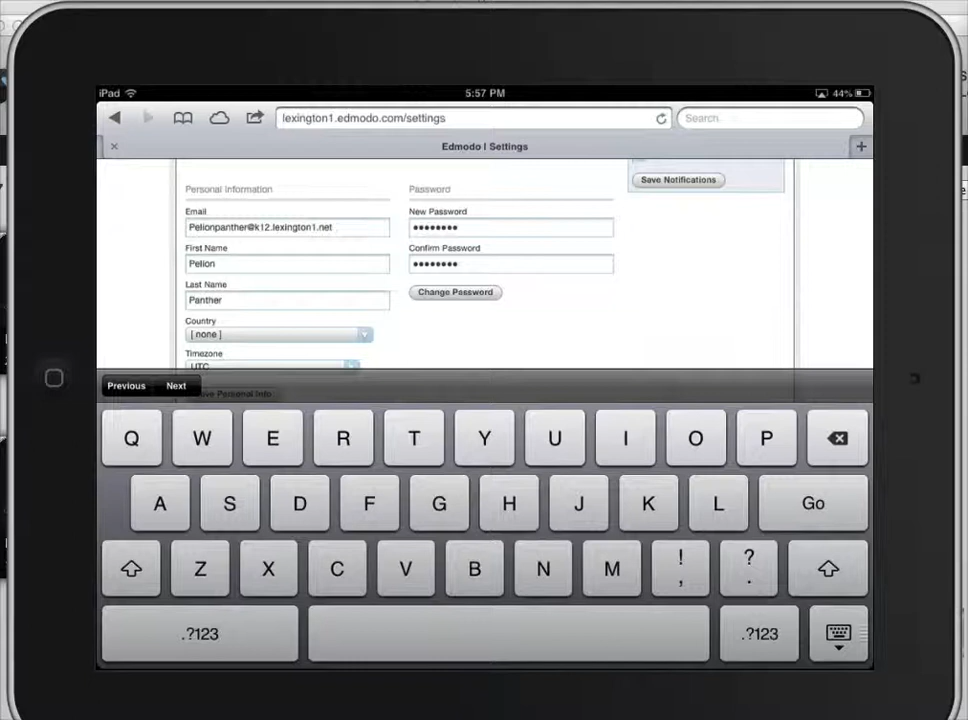 iPad
5:57 PM
44%
lexington1.edmodo.com/settings
Search
Edmodo | Settings
Save Notifications
Personal Information
Password
Email
New Password
Pelionpanther@k12.lexington1.net
First Name
Confirm Password
Pelion
Last Name
Change Password
Panther
Country
[ none ]
Timezone
UTC
Previous
Next
Personal Info
Q W E R T Y U I O P
A S D F G H J K L Go
Z X C V B N M ! , ? .
.?123
.?123